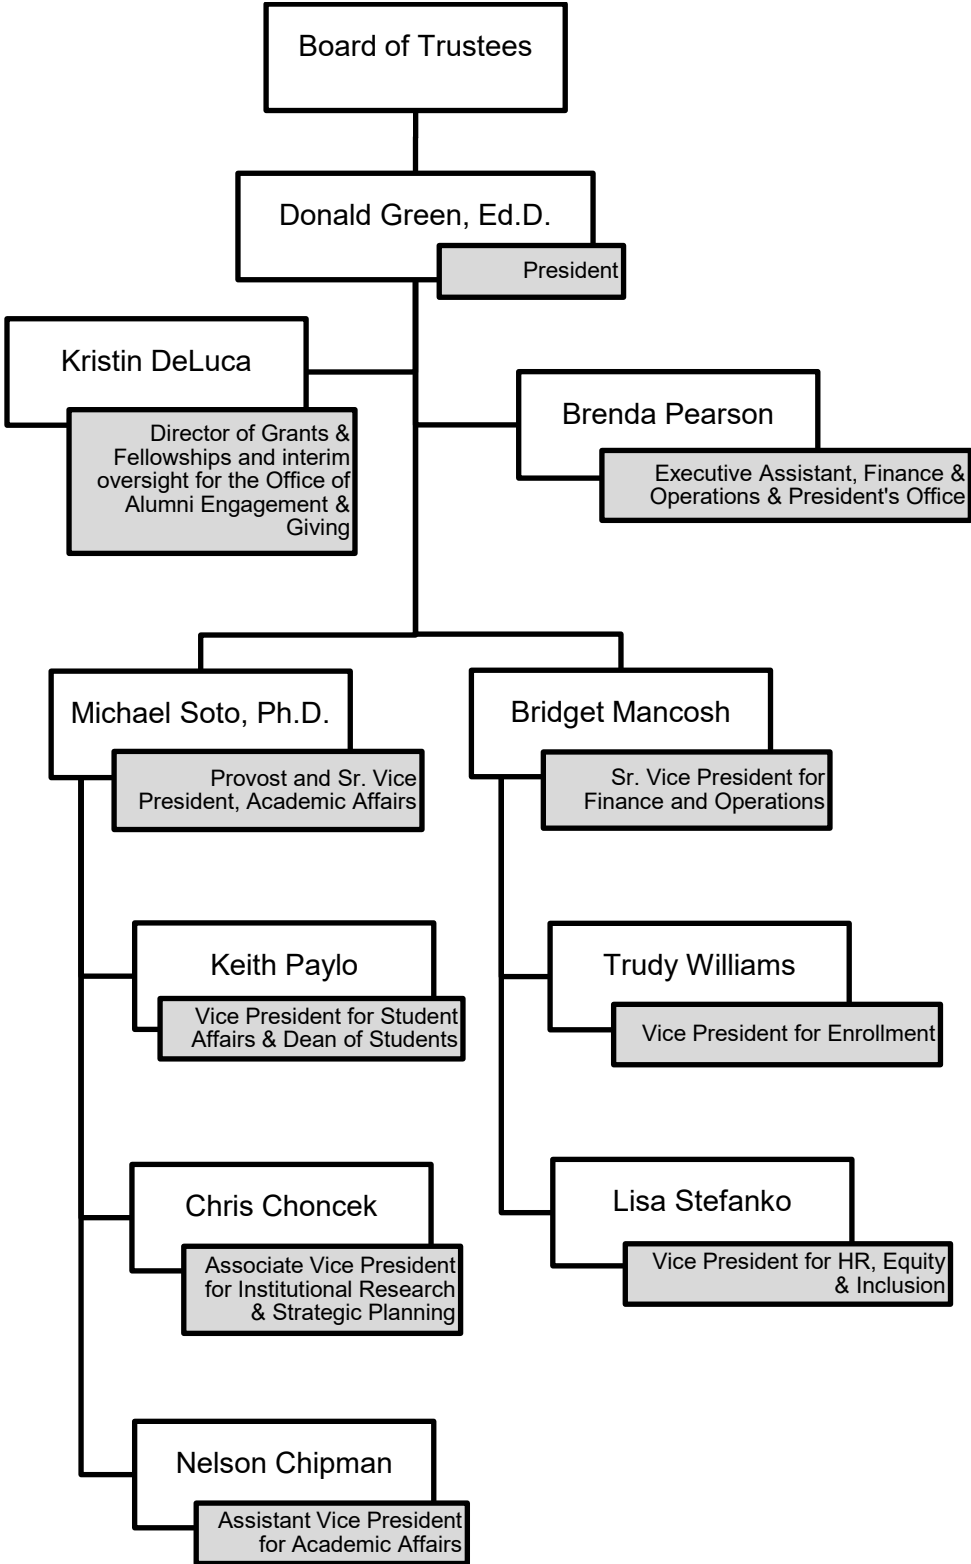 Board of Trustees
Donald Green, Ed.D.
President
Kristin DeLuca
Director of Grants &
Fellowships and interim
oversight for the Office of
Alumni Engagement &
Giving
Brenda Pearson
Executive Assistant, Finance &
Operations & President's Office
Michael Soto, Ph.D.
Provost and Sr. Vice
President, Academic Affairs
Bridget Mancosh
Sr. Vice President for
Finance and Operations
Keith Paylo
Vice President for Student
Affairs & Dean of Students
Trudy Williams
Vice President for Enrollment
Chris Choncek
Associate Vice President
for Institutional Research
& Strategic Planning
Lisa Stefanko
Vice President for HR, Equity
& Inclusion
Nelson Chipman
Assistant Vice President
for Academic Affairs